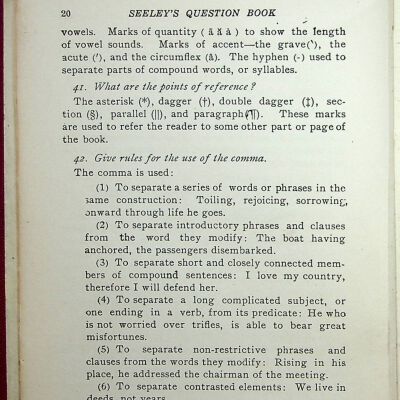 20 SEELEY'S QUESTION BOOK
vowels. Marks of quantity (ā ă ȧ) to show the length
of vowel sounds. Marks of accent—the grave(`), the
acute (′), and the circumflex (â). The hyphen (-) used to
separate parts of compound words, or syllables.
41. What are the points of reference?
The asterisk (*), dagger (†), double dagger (‡), sec-
tion (§), parallel (||), and paragraph(¶). These marks
are used to refer the reader to some other part or page of
the book.
42. Give rules for the use of the comma.
The comma is used:
(1) To separate a series of words or phrases in the
same construction: Toiling, rejoicing, sorrowing,
onward through life he goes.
(2) To separate introductory phrases and clauses
from the word they modify: The boat having
anchored, the passengers disembarked.
(3) To separate short and closely connected mem-
bers of compound sentences: I love my country,
therefore I will defend her.
(4) To separate a long complicated subject, or
one ending in a verb, from its predicate: He who
is not worried over trifles, is able to bear great
misfortunes.
(5) To separate non-restrictive phrases and
clauses from the words they modify: Rising in his
place, he addressed the chairman of the meeting.
(6) To separate contrasted elements: We live in
deeds, not years.